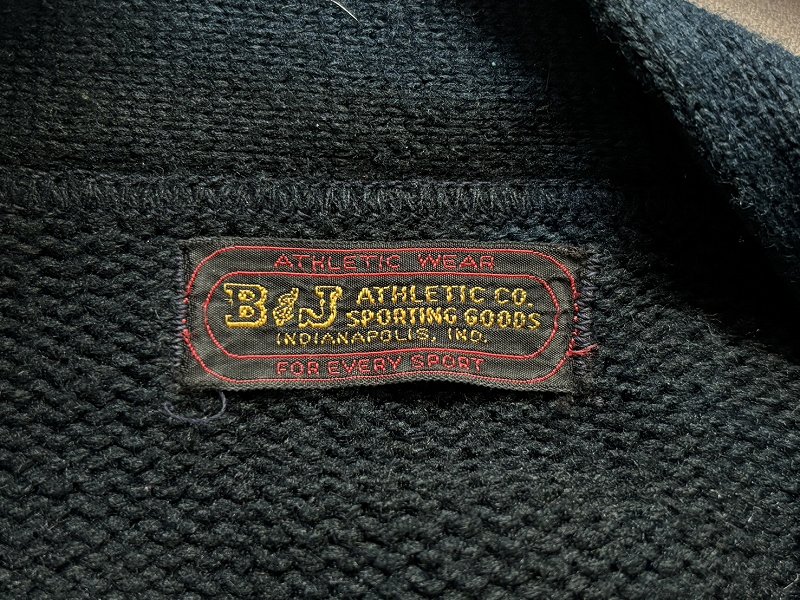 ATHLETIC WEAR
B & J ATHLETIC CO.
SPORTING GOODS
INDIANAPOLIS, IND.
FOR EVERY SPORT